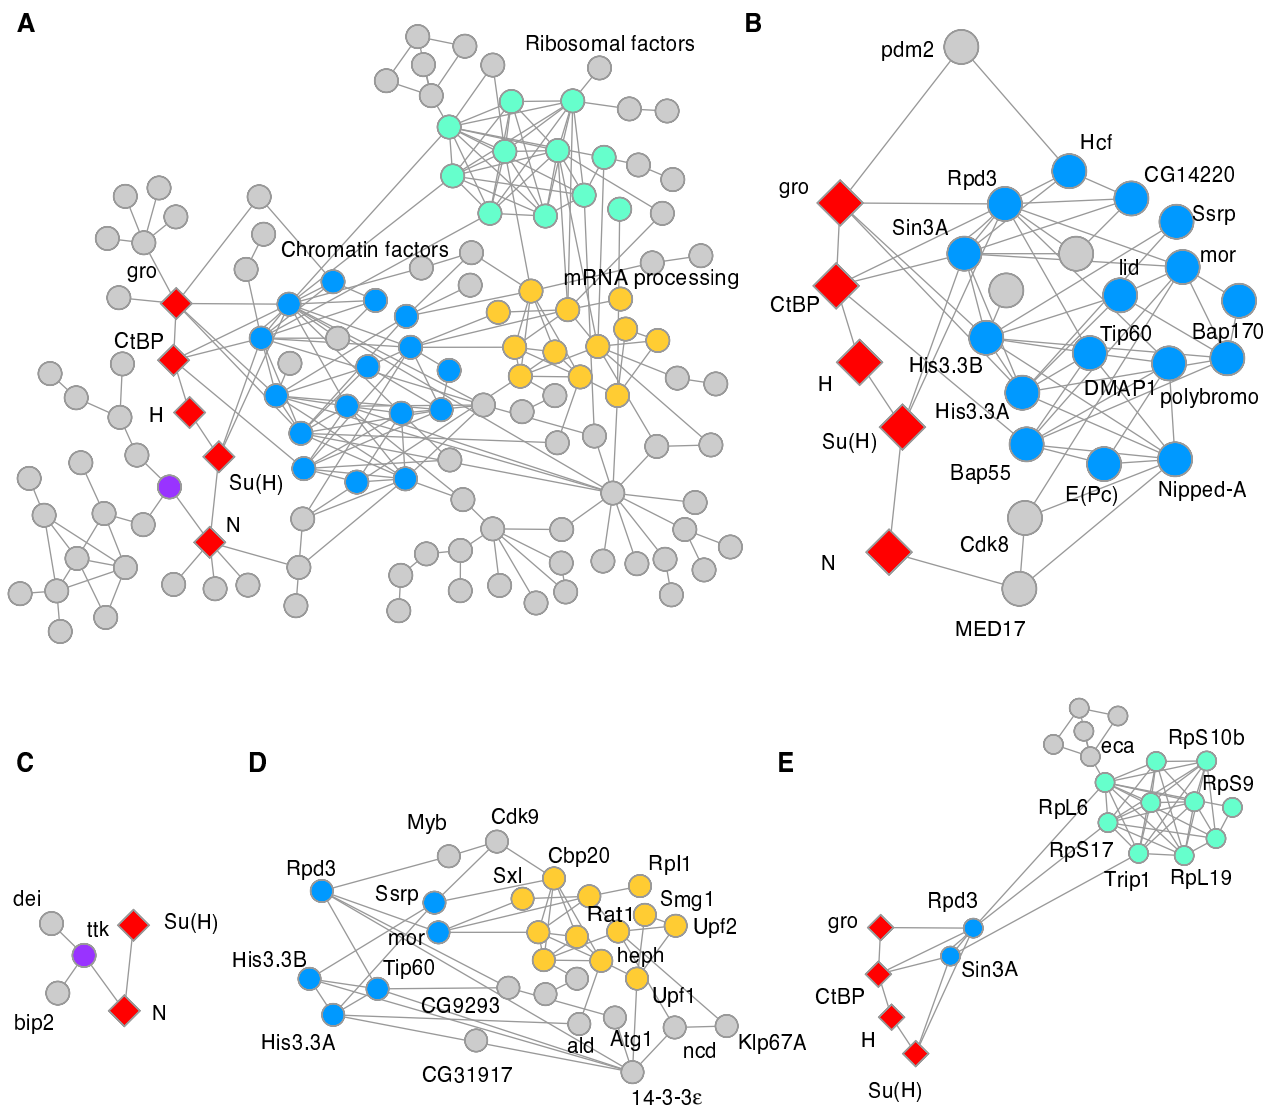 A
Ribosomal factors
Chromatin factors
mRNA processing
gro
CtBP
H
Su(H)
N
B
pdm2
Hcf
CG14220
Rpd3
gro
Ssrp
Sin3A
mor
lid
CtBP
Bap170
Tip60
His3.3B
H
DMAP1
polybromo
His3.3A
Su(H)
Bap55
E(Pc)
Nipped-A
Cdk8
N
MED17
C
dei
ttk
Su(H)
bip2
N
D
Myb
Cdk9
Cbp20
Rpd3
Rpl1
Sxl
Ssrp
Smg1
Rat1
Upf2
mor
heph
His3.3B
Tip60
Upf1
CG9293
His3.3A
ald
Atg1
ncd
Klp67A
CG31917
14-3-3ε
E
eca
RpS10b
RpS9
RpL6
RpS17
Trip1
RpL19
Rpd3
gro
Sin3A
CtBP
H
Su(H)